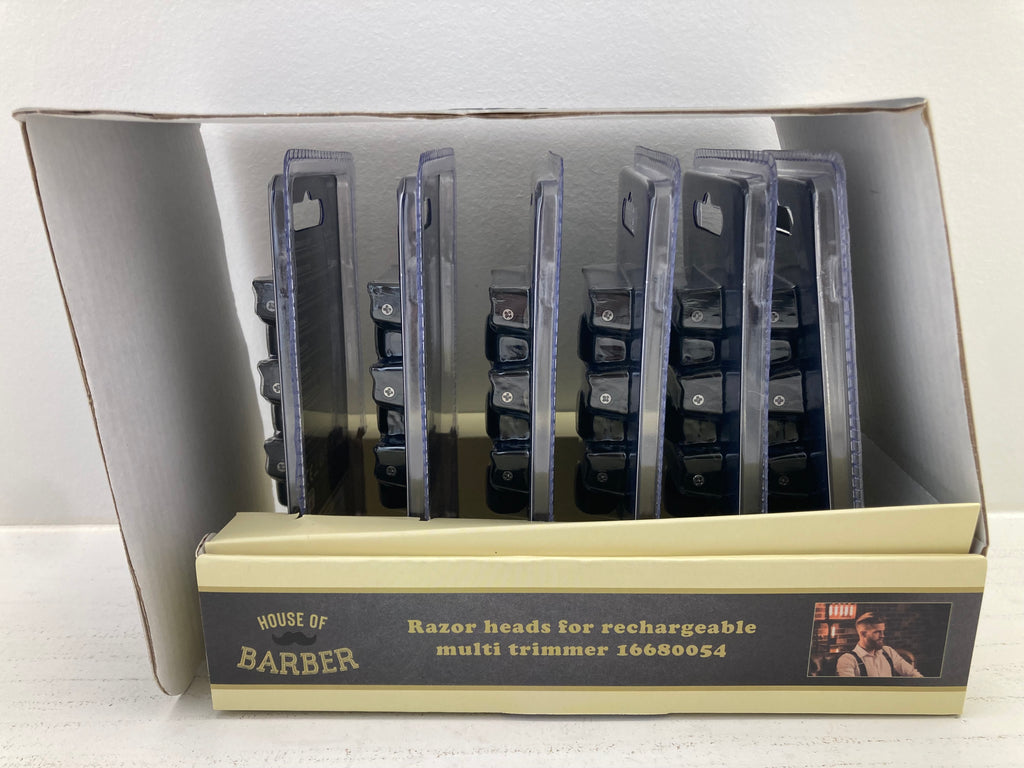 HOUSE OF
BARBER
Razor heads for rechargeable
multi trimmer 16680054